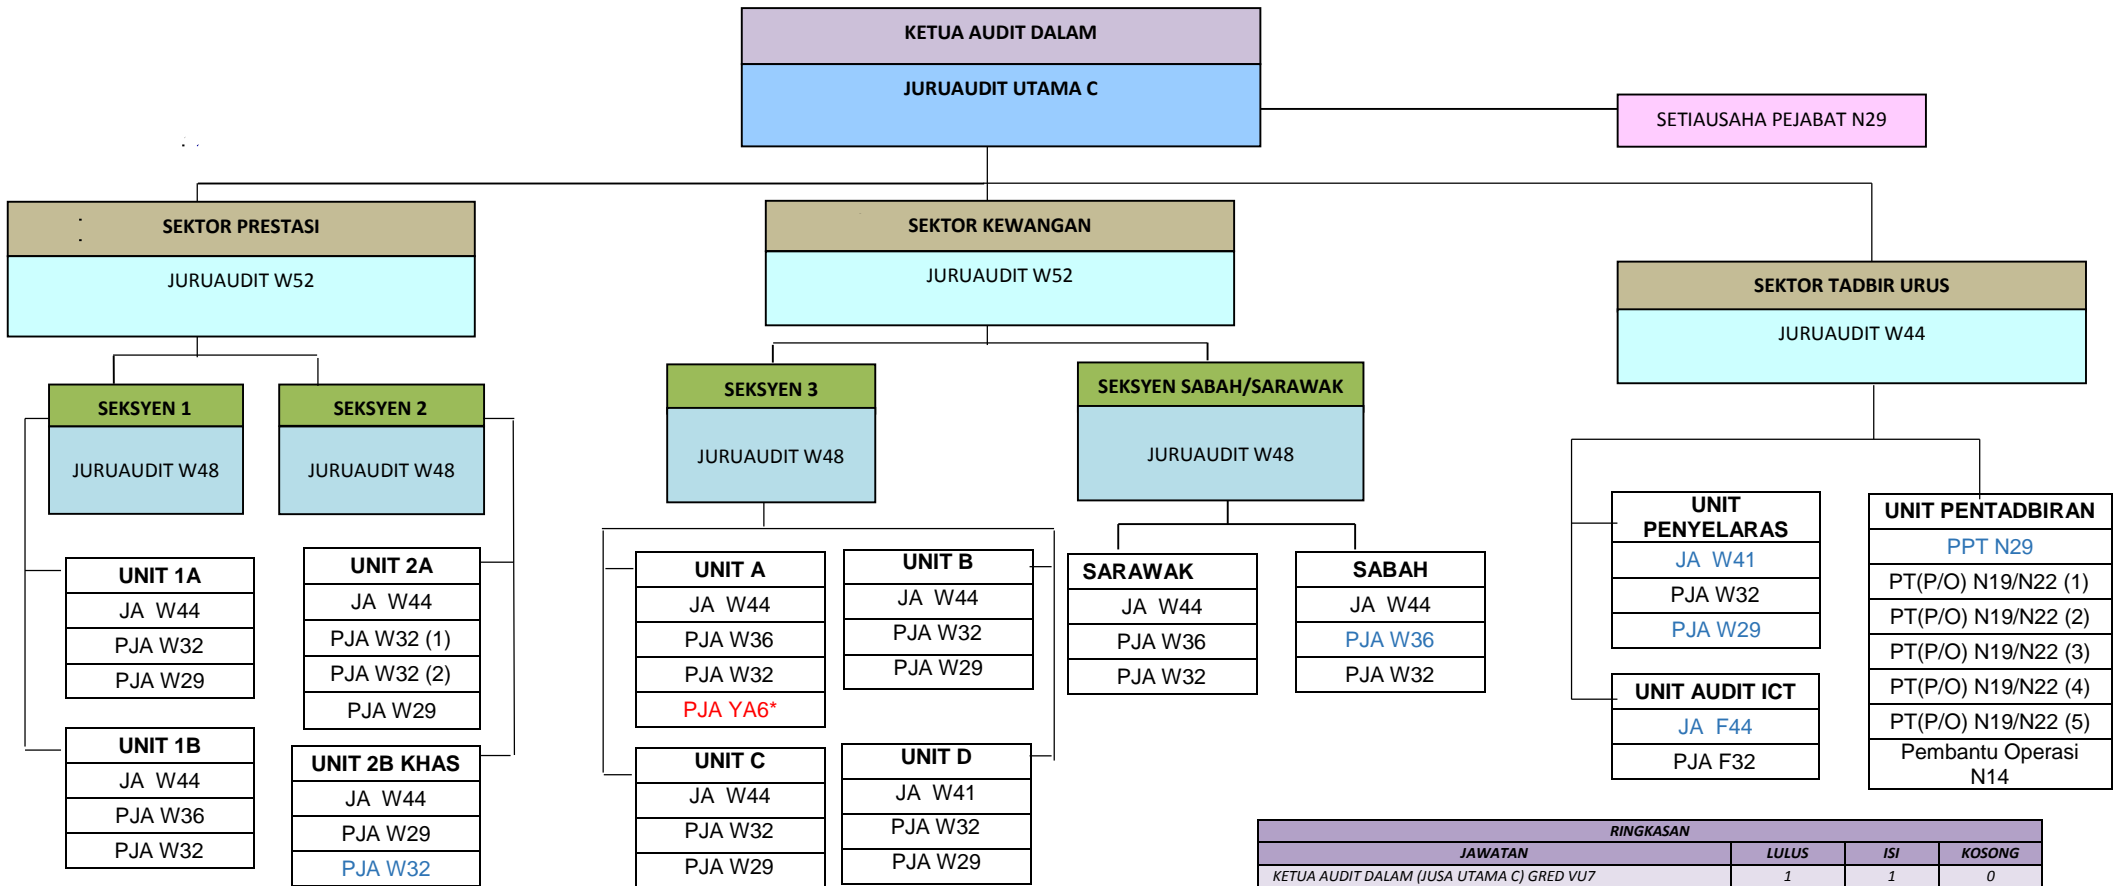 KETUA AUDIT DALAM
JURUAUDIT UTAMA C
SETIAUSAHA PEJABAT N29
SEKTOR PRESTASI
JURUAUDIT W52
SEKTOR KEWANGAN
JURUAUDIT W52
SEKTOR TADBIR URUS
JURUAUDIT W44
SEKSYEN 1
JURUAUDIT W48
SEKSYEN 2
JURUAUDIT W48
SEKSYEN 3
JURUAUDIT W48
SEKSYEN SABAH/SARAWAK
JURUAUDIT W48
UNIT 1A
JA W44
PJA W32
PJA W29
UNIT 1B
JA W44
PJA W36
PJA W32
UNIT 2A
JA W44
PJA W32 (1)
PJA W32 (2)
PJA W29
UNIT 2B KHAS
JA W44
PJA W29
PJA W32
UNIT A
JA W44
PJA W36
PJA W32
PJA YA6*
UNIT B
JA W44
PJA W32
PJA W29
UNIT C
JA W44
PJA W32
PJA W29
UNIT D
JA W41
PJA W32
PJA W29
SARAWAK
JA W44
PJA W36
PJA W32
SABAH
JA W44
PJA W36
PJA W32
UNIT
PENYELARAS
JA W41
PJA W32
PJA W29
UNIT AUDIT ICT
JA F44
PJA F32
UNIT PENTADBIRAN
PPT N29
PT(P/O) N19/N22 (1)
PT(P/O) N19/N22 (2)
PT(P/O) N19/N22 (3)
PT(P/O) N19/N22 (4)
PT(P/O) N19/N22 (5)
Pembantu Operasi
N14
RINGKASAN
JAWATAN LULUS ISI KOSONG
KETUA AUDIT DALAM (JUSA UTAMA C) GRED VU7 1 1 0